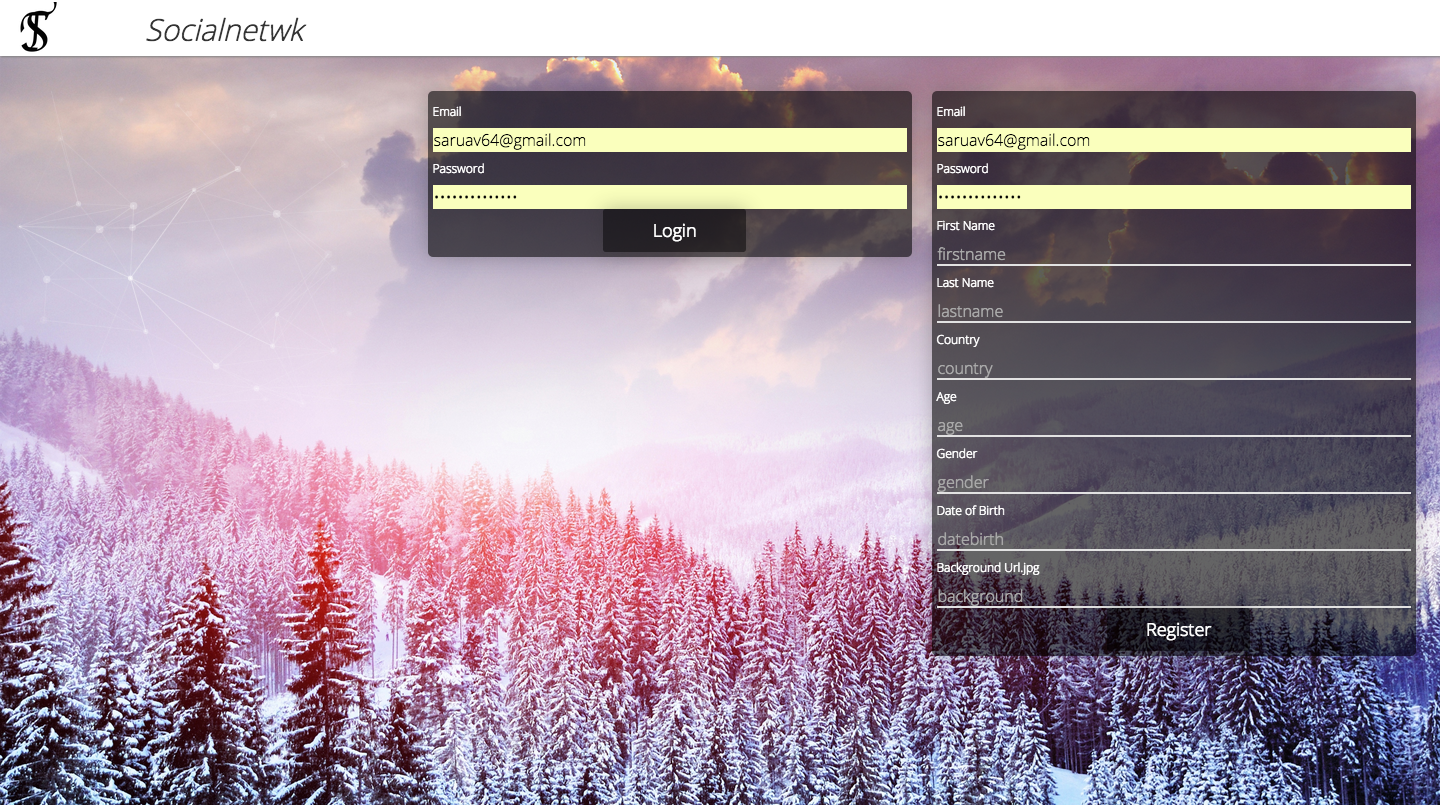 Socialnetwk
Email
saruav64@gmail.com
Password
••••••••••••••
Login
Email
saruav64@gmail.com
Password
••••••••••••••
First Name
firstname
Last Name
lastname
Country
country
Age
age
Gender
gender
Date of Birth
datebirth
Background Url.jpg
background
Register